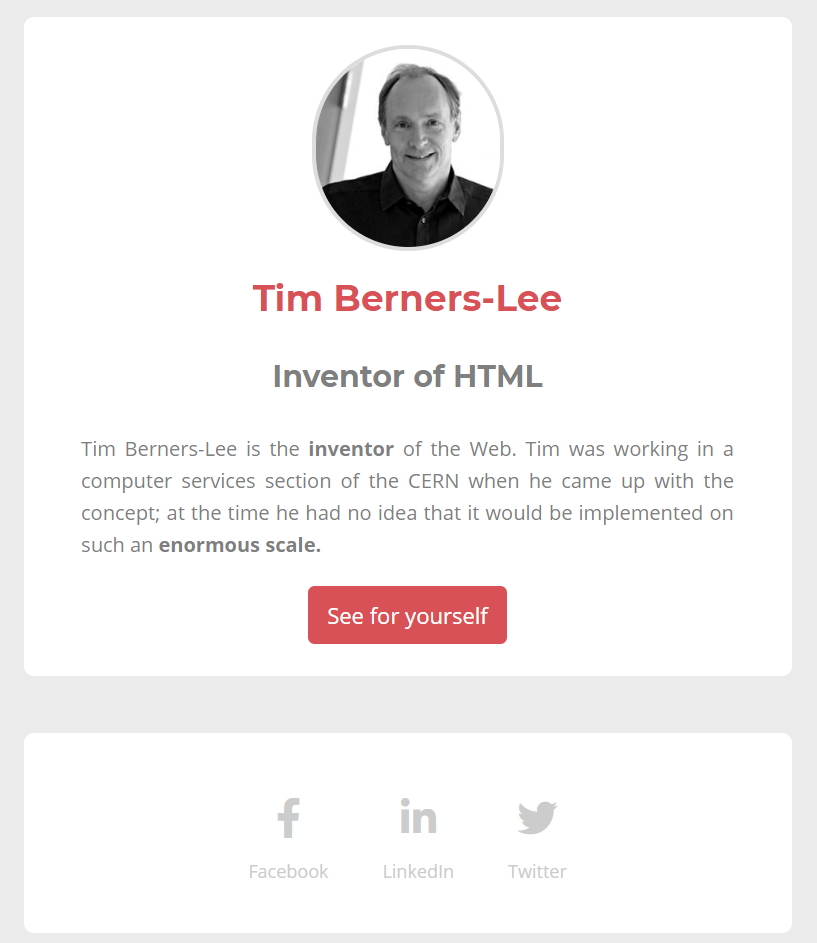 Tim Berners-Lee
Inventor of HTML
Tim Berners-Lee is the inventor of the Web. Tim was working in a
computer services section of the CERN when he came up with the
concept; at the time he had no idea that it would be implemented on
such an enormous scale.
See for yourself
Facebook LinkedIn Twitter